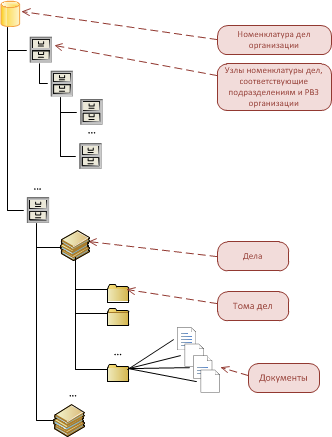 Номенклатура дел
организации
Узлы номенклатуры дел,
соответствующие
подразделениям и РВЗ
организации
...
...
Дела
Тома дел
...
Документы
...